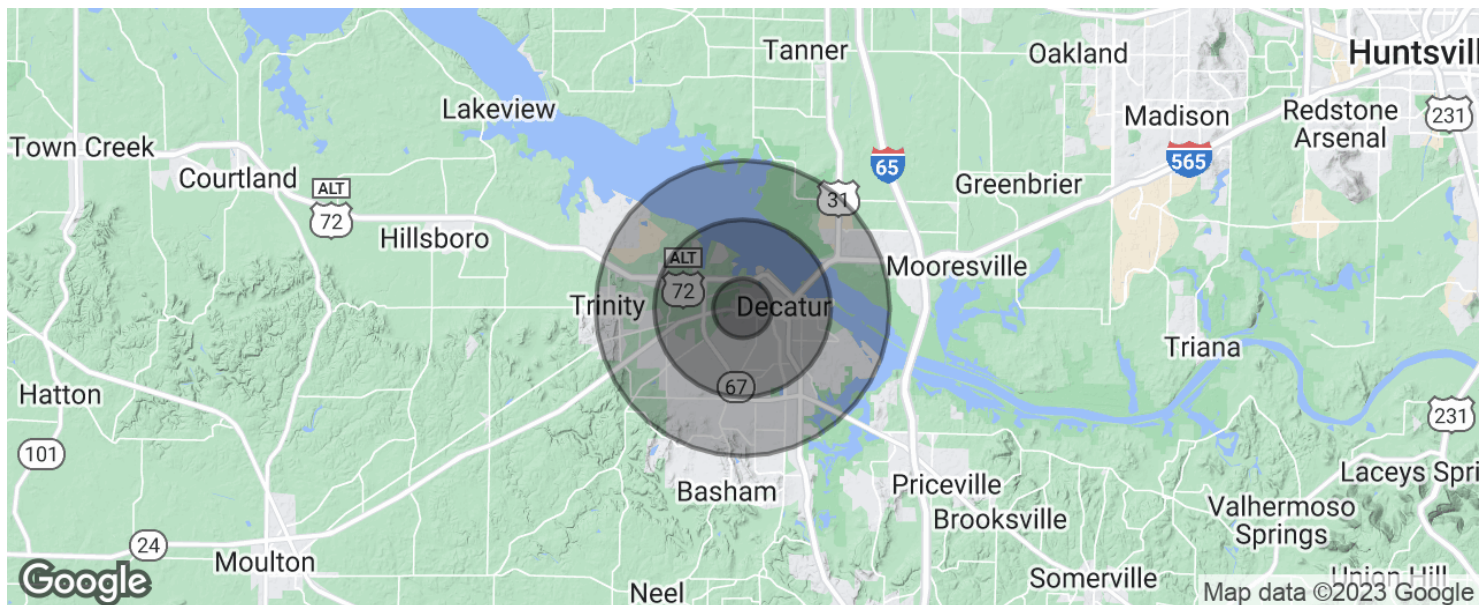 Tanner
Oakland
Huntsvill
Lakeview
Madison
Redstone
Arsenal
231
Town Creek
Courtland
ALT
72
65
565
Greenbrier
31
Hillsboro
ALT
72
Mooresville
Trinity
Decatur
Triana
67
Hatton
231
101
Basham
Priceville
Brooksville
Laceys Spri
Valhermoso
Springs
24
Moulton
Google
Neel
Somerville
Union Hill
Map data ©2023 Google